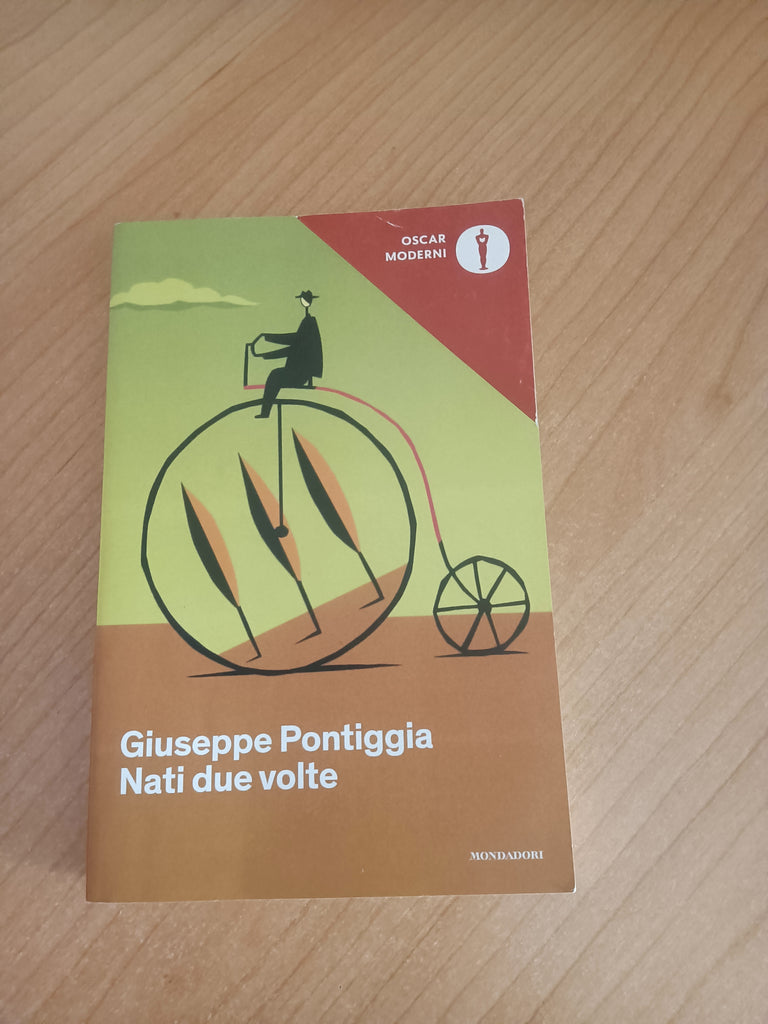 OSCAR
MODERNI
Giuseppe Pontiggia
Nati due volte
MONDADORI